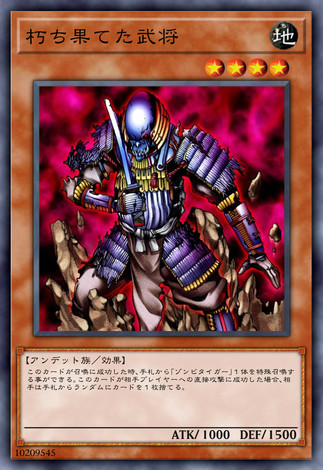 朽ち果てた武将
地
【アンデット族／効果】
このカードが召喚に成功した時、手札から「ゾンビタイガー」１体を特殊召喚す
る事ができる。このカードが相手プレイヤーへの直接攻撃に成功した場合、相
手は手札からランダムにカードを１枚捨てる。
ATK/ 1000 DEF/1500
10209545